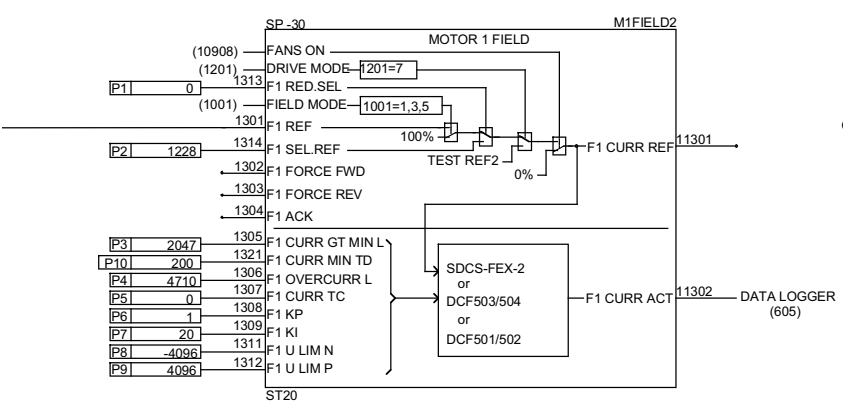 SP -30 M1FIELD2
MOTOR 1 FIELD
(10908) FANS ON
(1201) DRIVE MODE 1201=7
P1 0 1313 F1 RED.SEL
(1001) FIELD MODE 1001=1,3,5
1301 F1 REF
100%
P2 1228 1314 F1 SEL.REF
TEST REF2
0%
F1 CURR REF 11301
1302 F1 FORCE FWD
1303 F1 FORCE REV
1304 F1 ACK
P3 2047 1305 F1 CURR GT MIN L
P10 200 1321 F1 CURR MIN TD
P4 4710 1306 F1 OVERCURR L
P5 0 1307 F1 CURR TC
P6 1 1308 F1 KP
P7 20 1309 F1 KI
P8 -4096 1311 F1 U LIM N
P9 4096 1312 F1 U LIM P
SDCS-FEX-2
or
DCF503/504
or
DCF501/502
F1 CURR ACT 11302 DATA LOGGER
(605)
ST20